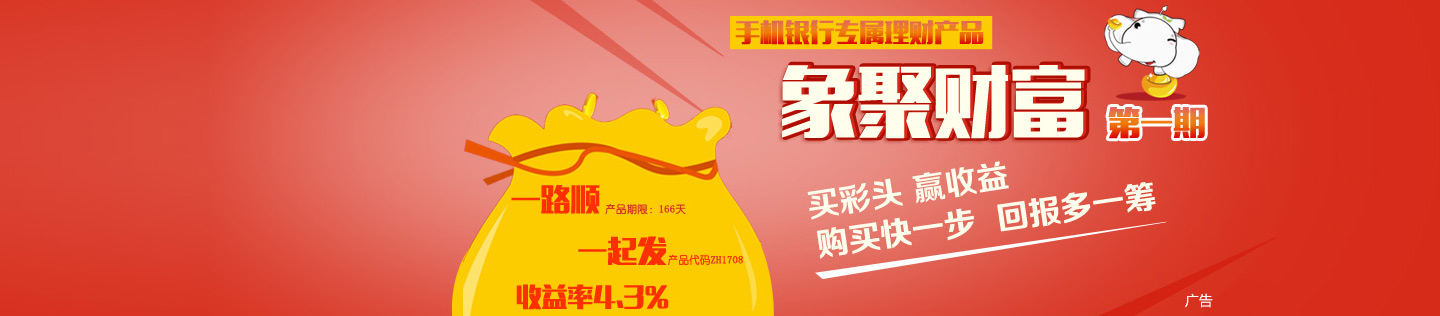 手机银行专属理财产品
象聚财富
第一期
买彩头 赢收益
购买快一步 回报多一筹
一路顺 产品期限：166天
一起发 产品代码ZH1708
收益率4.3%
广告